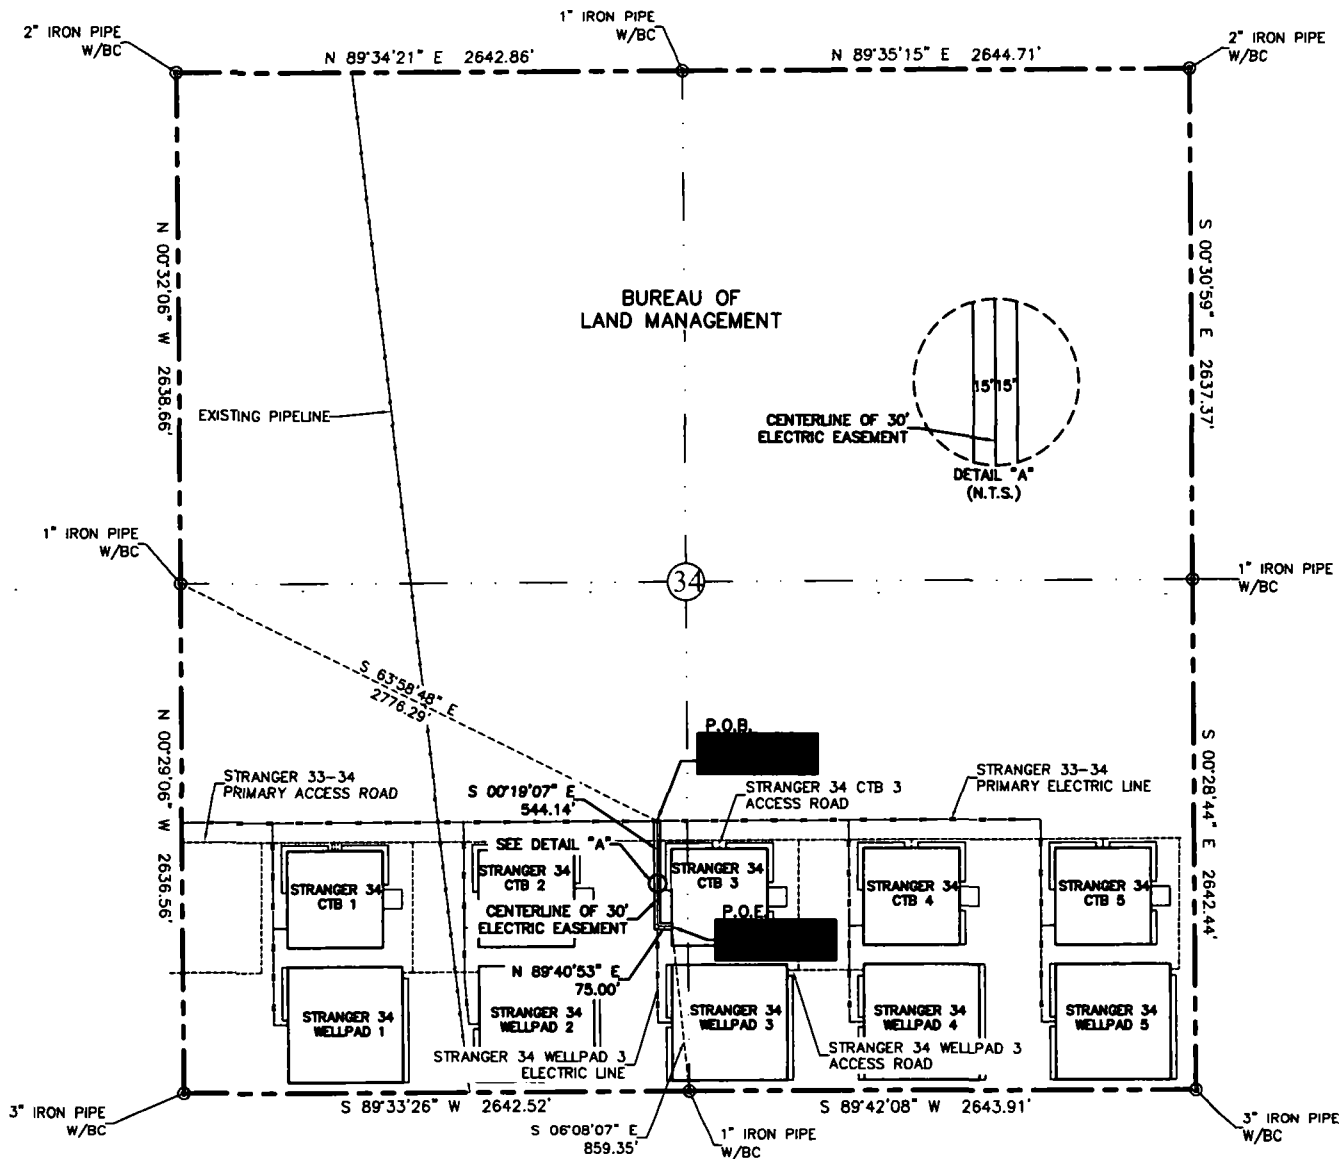 2" IRON PIPE
W/BC
N 89°34'21" E 2642.86'
1" IRON PIPE
W/BC
N 89°35'15" E 2644.71'
2" IRON PIPE
W/BC
N 00°32'06" W 2638.66'
S 00°30'59" E 2637.37'
BUREAU OF
LAND MANAGEMENT
EXISTING PIPELINE
15'15'
CENTERLINE OF 30'
ELECTRIC EASEMENT
DETAIL "A"
(N.T.S.)
1" IRON PIPE
W/BC
34
1" IRON PIPE
W/BC
S 63°58'48" E
2776.29'
N 00°29'06" W 2636.56'
S 00°28'44" E 2642.44'
P.O.B.
STRANGER 33-34
PRIMARY ACCESS ROAD
S 00°19'07" E
544.14'
STRANGER 34 CTB 3
ACCESS ROAD
STRANGER 33-34
PRIMARY ELECTRIC LINE
SEE DETAIL "A"
STRANGER 34
CTB 1
STRANGER 34
CTB 2
STRANGER 34
CTB 3
STRANGER 34
CTB 4
STRANGER 34
CTB 5
CENTERLINE OF 30'
ELECTRIC EASEMENT
P.O.E.
N 89°40'53" E
75.00'
STRANGER 34
WELLPAD 1
STRANGER 34
WELLPAD 2
STRANGER 34
WELLPAD 3
STRANGER 34
WELLPAD 4
STRANGER 34
WELLPAD 5
STRANGER 34 WELLPAD 3
ELECTRIC LINE
STRANGER 34 WELLPAD 3
ACCESS ROAD
3" IRON PIPE
W/BC
S 89°33'26" W 2642.52'
S 06°08'07" E
859.35'
1" IRON PIPE
W/BC
S 89°42'08" W 2643.91'
3" IRON PIPE
W/BC